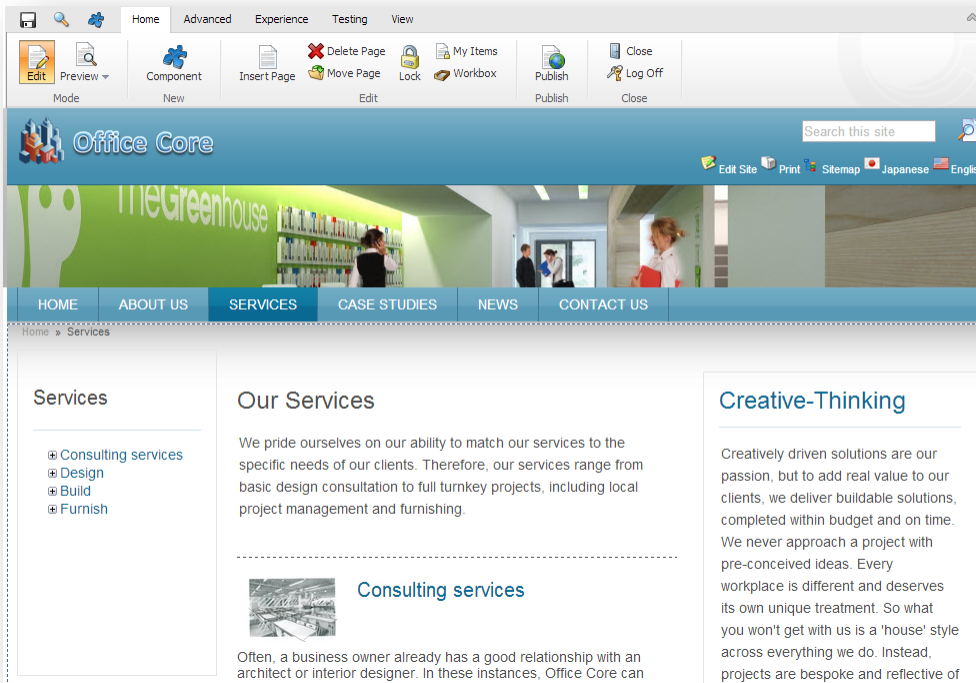 Home Advanced Experience Testing View
Edit Preview Component Insert Page Delete Page Move Page Lock My Items Workbox Publish Close Log Off
Mode New Edit Publish Close
Office Core
Search this site
Edit Site Print Sitemap Japanese Englis
TheGreenhouse
HOME ABOUT US SERVICES CASE STUDIES NEWS CONTACT US
Home » Services
Services
Consulting services
Design
Build
Furnish
Our Services
We pride ourselves on our ability to match our services to the
specific needs of our clients. Therefore, our services range from
basic design consultation to full turnkey projects, including local
project management and furnishing.
Consulting services
Often, a business owner already has a good relationship with an
architect or interior designer. In these instances, Office Core can
Creative-Thinking
Creatively driven solutions are our
passion, but to add real value to our
clients, we deliver buildable solutions,
completed within budget and on time.
We never approach a project with
pre-conceived ideas. Every
workplace is different and deserves
its own unique treatment. So what
you won't get with us is a 'house' style
across everything we do. Instead,
projects are bespoke and reflective of